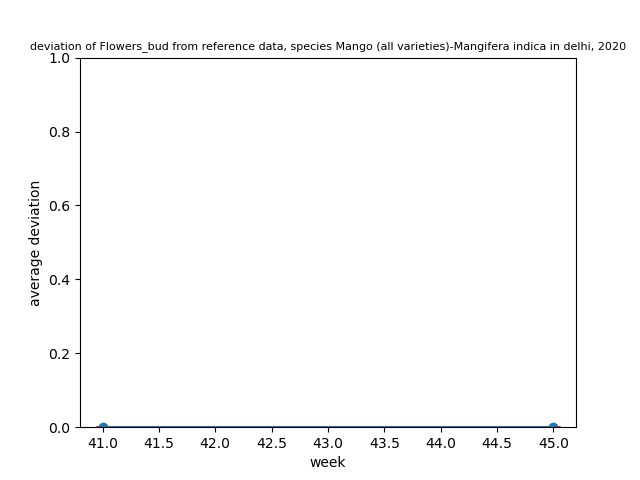 deviation of Flowers_bud from reference data, species Mango (all varieties)-Mangifera indica in delhi, 2020
1.0
0.8
0.6
0.4
0.2
0.0
average deviation
41.0 41.5 42.0 42.5 43.0 43.5 44.0 44.5 45.0
week